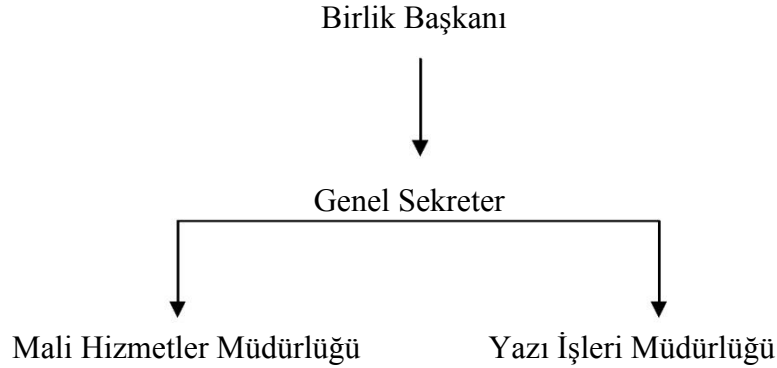 Birlik Başkanı
Genel Sekreter
Mali Hizmetler Müdürlüğü
Yazı İşleri Müdürlüğü